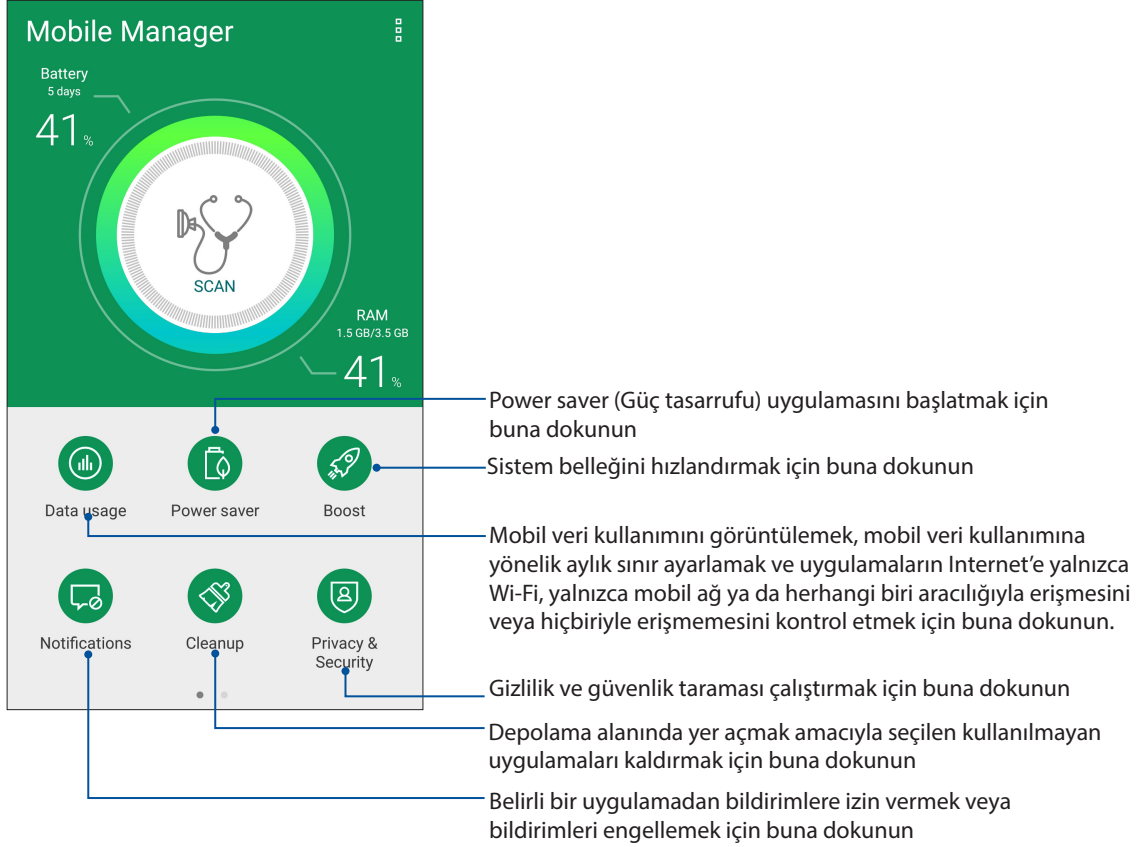 Mobile Manager
Battery
5 days
41%
SCAN
RAM
1.5 GB/3.5 GB
41%
Power saver (Güç tasarrufu) uygulamasını başlatmak için
buna dokunun
Sistem belleğini hızlandırmak için buna dokunun
Data usage
Power saver
Boost
Mobil veri kullanımını görüntülemek, mobil veri kullanımına
yönelik aylık sınır ayarlamak ve uygulamaların Internet’e yalnızca
Wi-Fi, yalnızca mobil ağ ya da herhangi biri aracılığıyla erişmesini
veya hiçbiriyle erişmemesini kontrol etmek için buna dokunun.
Notifications
Cleanup
Privacy &
Security
Gizlilik ve güvenlik taraması çalıştırmak için buna dokunun
Depolama alanında yer açmak amacıyla seçilen kullanılmayan
uygulamaları kaldırmak için buna dokunun
Belirli bir uygulamadan bildirimlere izin vermek veya
bildirimleri engellemek için buna dokunun